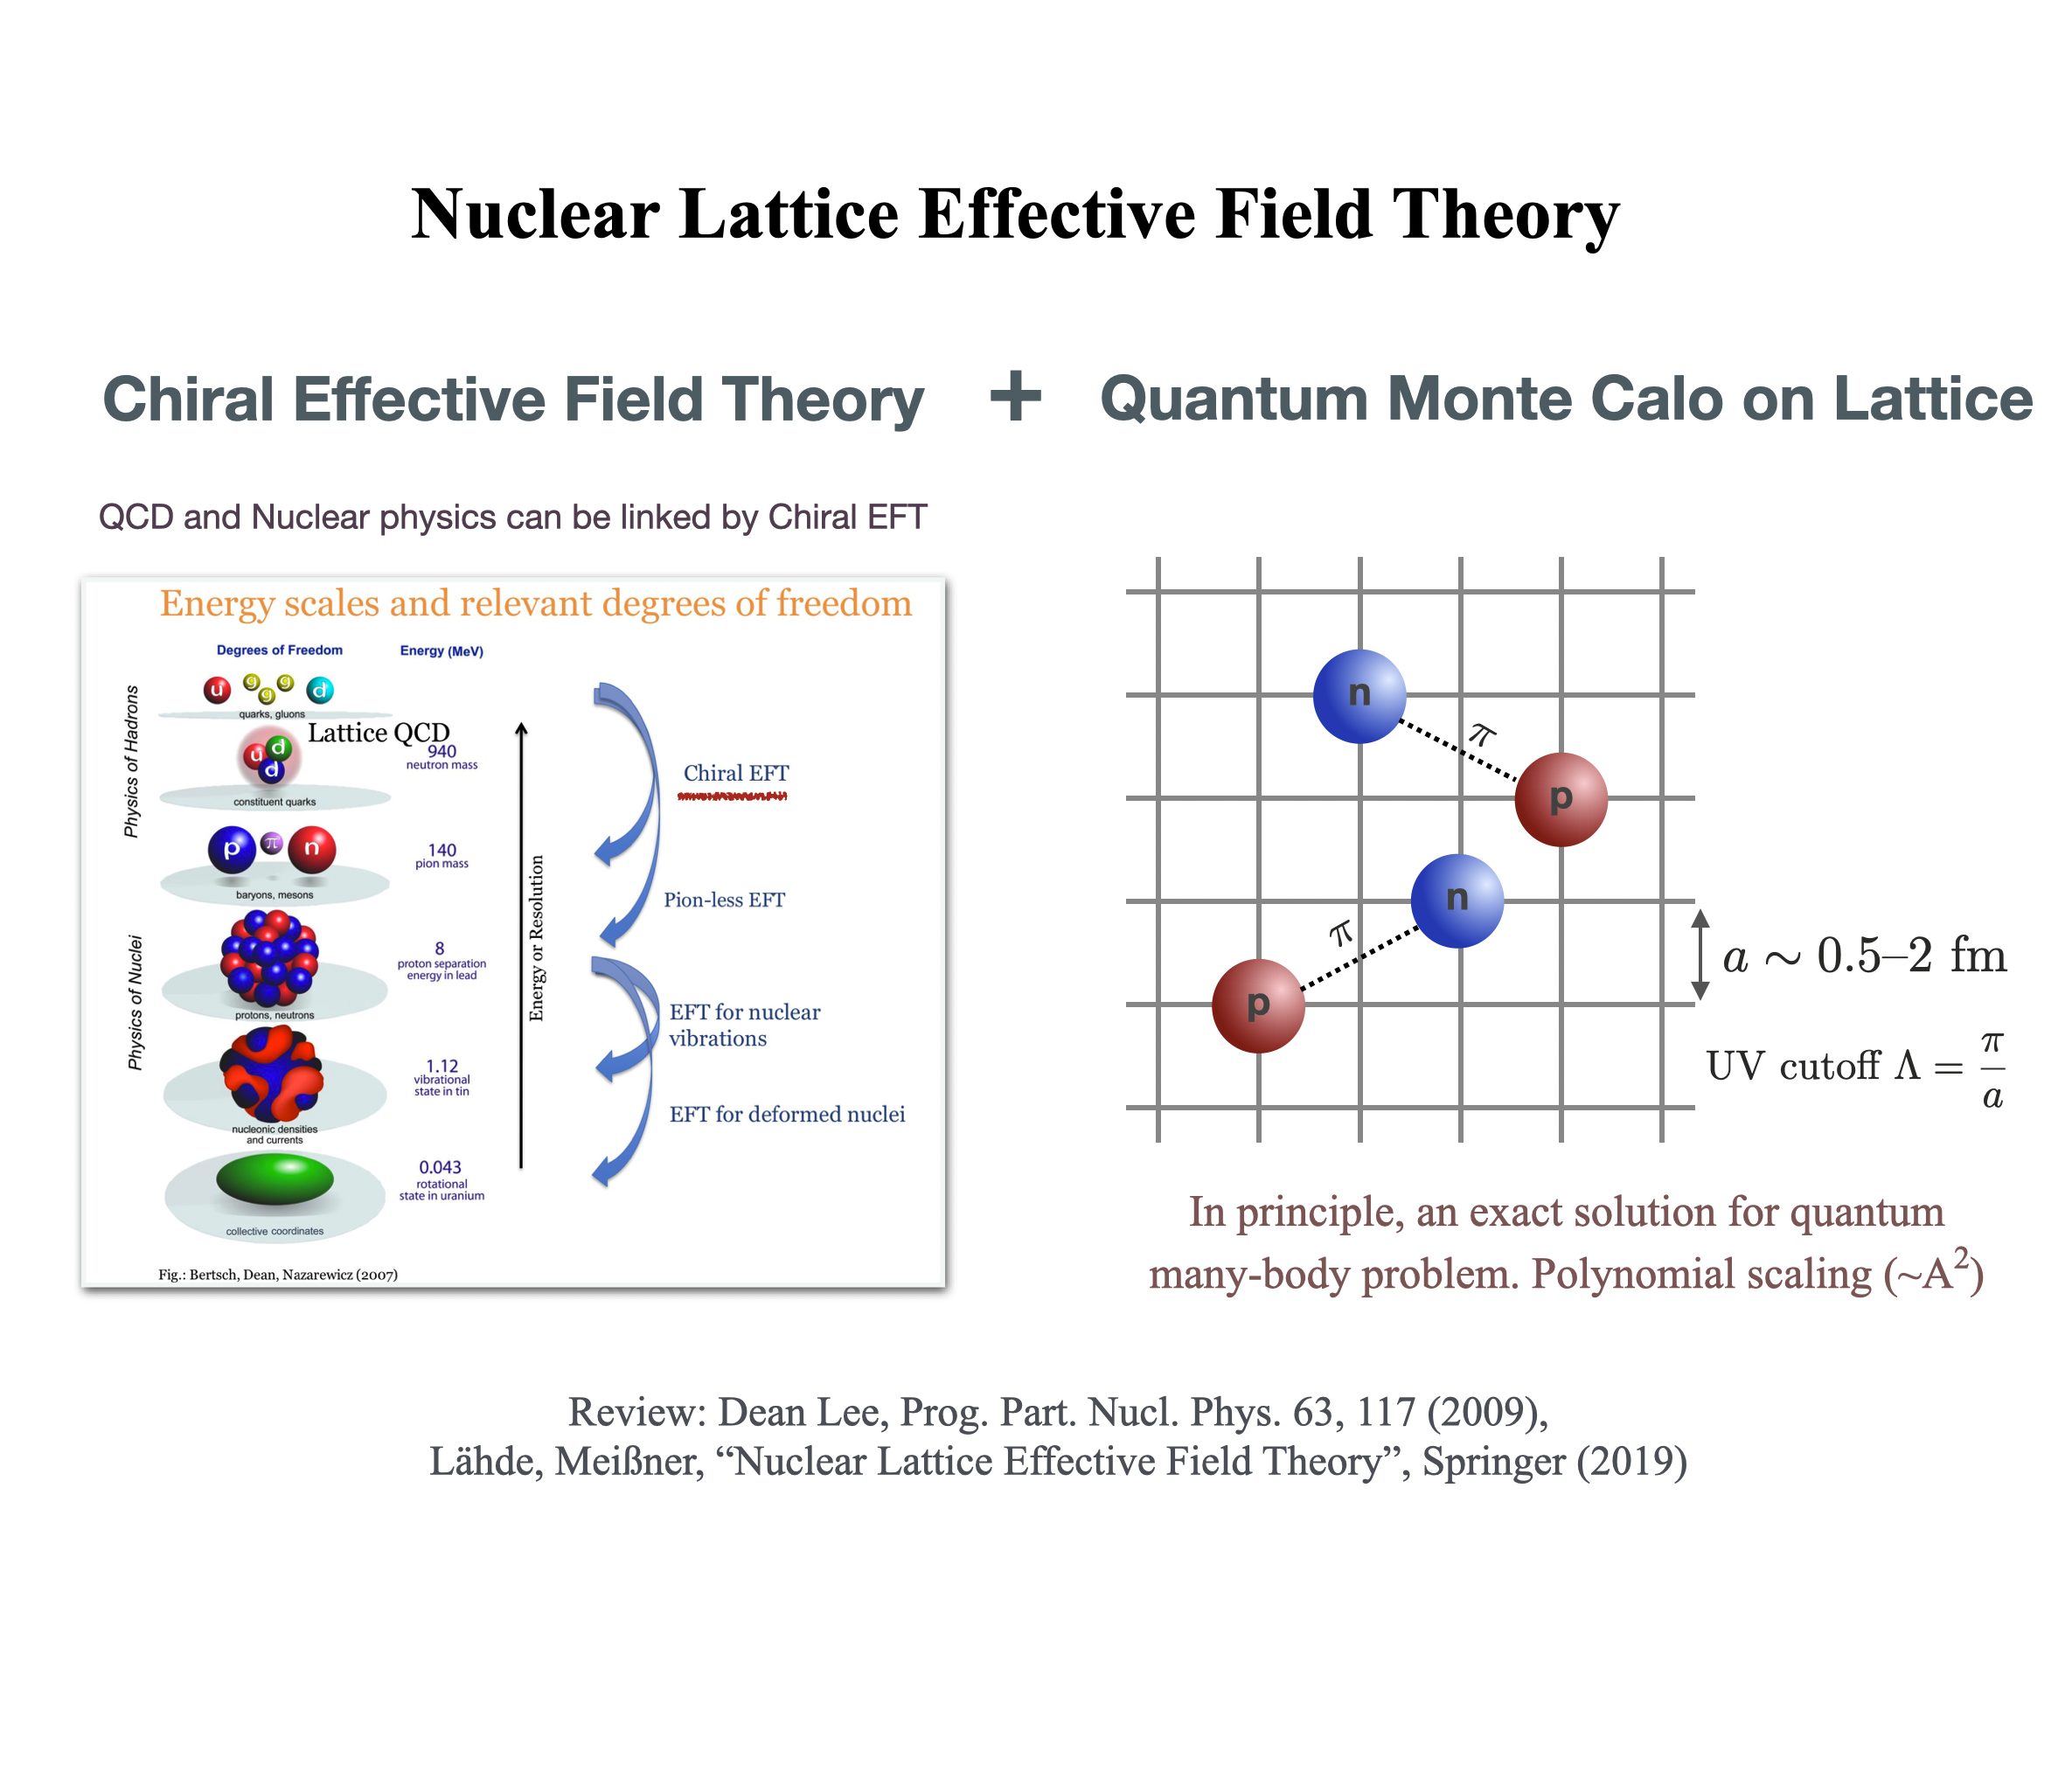 Nuclear Lattice Effective Field Theory
Chiral Effective Field Theory + Quantum Monte Calo on Lattice
QCD and Nuclear physics can be linked by Chiral EFT
Energy scales and relevant degrees of freedom
Degrees of Freedom
Energy (MeV)
Physics of Hadrons
u g g g d
quarks, gluons
Lattice QCD
u d d
940
neutron mass
constituent quarks
p π n
140
pion mass
baryons, mesons
Physics of Nuclei
8
proton separation
energy in lead
protons, neutrons
1.12
vibrational
state in tin
nucleonic densities
and currents
0.043
rotational
state in uranium
collective coordinates
Energy or Resolution
Chiral EFT
Pion-less EFT
EFT for nuclear
vibrations
EFT for deformed nuclei
Fig.: Bertsch, Dean, Nazarewicz (2007)
n
π
p
n
π
p
a ~ 0.5–2 fm
UV cutoff Λ = π/a
In principle, an exact solution for quantum
many-body problem. Polynomial scaling (~A²)
Review: Dean Lee, Prog. Part. Nucl. Phys. 63, 117 (2009),
Lähde, Meißner, “Nuclear Lattice Effective Field Theory”, Springer (2019)